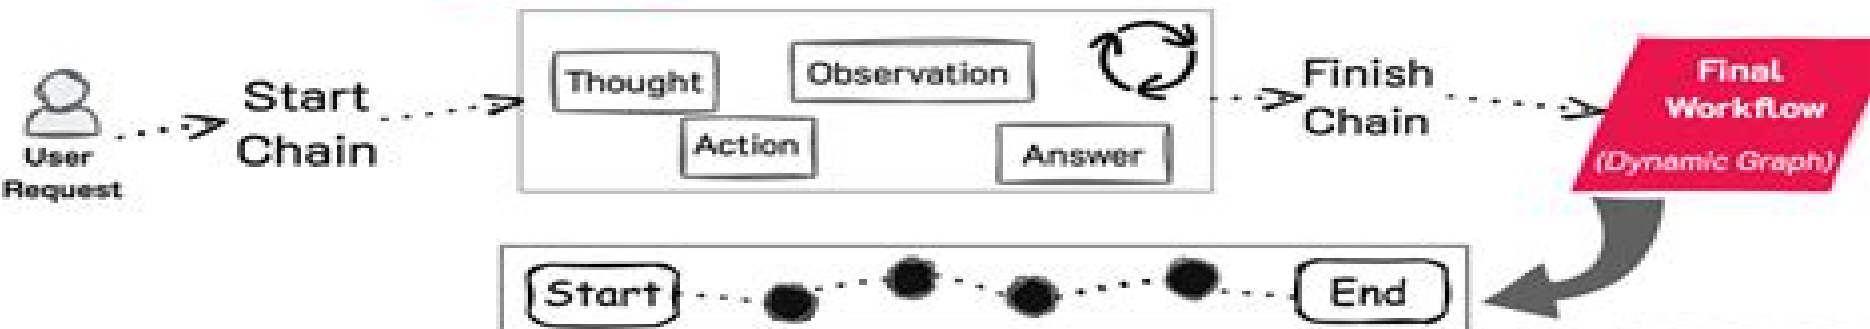 User
Request
Start
Chain
Thought
Observation
Action
Answer
Finish
Chain
Final
Workflow
(Dynamic Graph)
Start
End